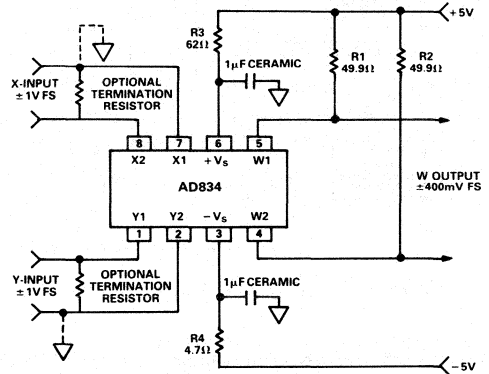 +5V
R3
62Ω
1μF CERAMIC
R1
49.9Ω
R2
49.9Ω
X-INPUT
±1V FS
OPTIONAL
TERMINATION
RESISTOR
8
7
6
5
X2
X1
+VS
W1
AD834
Y1
Y2
−VS
W2
1
2
3
4
W OUTPUT
±400mV FS
Y-INPUT
±1V FS
OPTIONAL
TERMINATION
RESISTOR
1μF CERAMIC
R4
4.7Ω
−5V